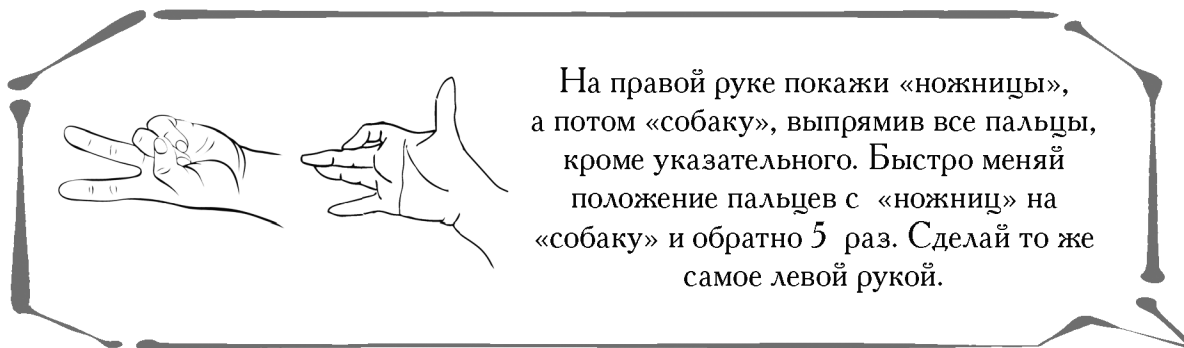 На правой руке покажи «ножницы»,
а потом «собаку», выпрямив все пальцы,
кроме указательного. Быстро меняй
положение пальцев с «ножниц» на
«собаку» и обратно 5 раз. Сделай то же
самое левой рукой.